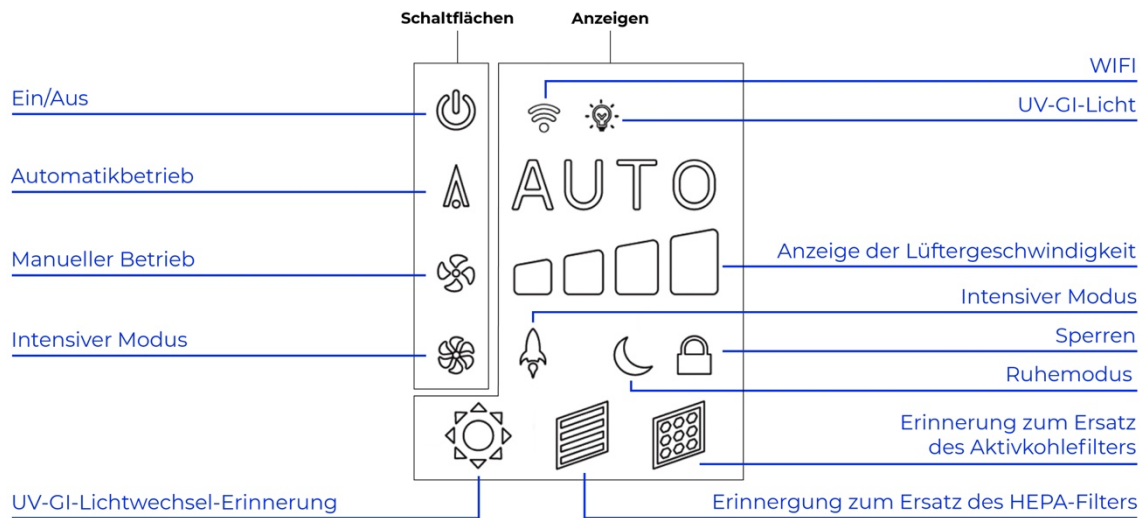 Schaltflächen
Anzeigen
WIFI
Ein/Aus
UV-GI-Licht
Automatikbetrieb
AUTO
Manueller Betrieb
Anzeige der Lüftergeschwindigkeit
Intensiver Modus
Intensiver Modus
Sperren
Ruhemodus
Erinnerung zum Ersatz
des Aktivkohlefilters
UV-GI-Lichtwechsel-Erinnerung
Erinnergung zum Ersatz des HEPA-Filters